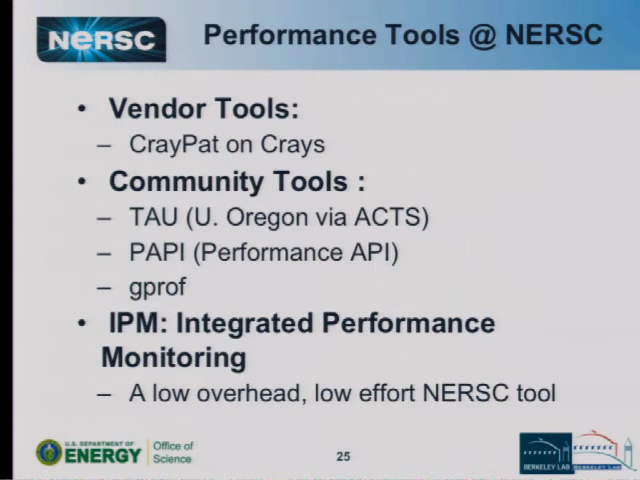 NERSC
Performance Tools @ NERSC
• Vendor Tools:
– CrayPat on Crays
• Community Tools :
– TAU (U. Oregon via ACTS)
– PAPI (Performance API)
– gprof
• IPM: Integrated Performance
Monitoring
– A low overhead, low effort NERSC tool
U.S. DEPARTMENT OF
ENERGY
Office of
Science
25
BERKELEY LAB
BERKELEY LAB